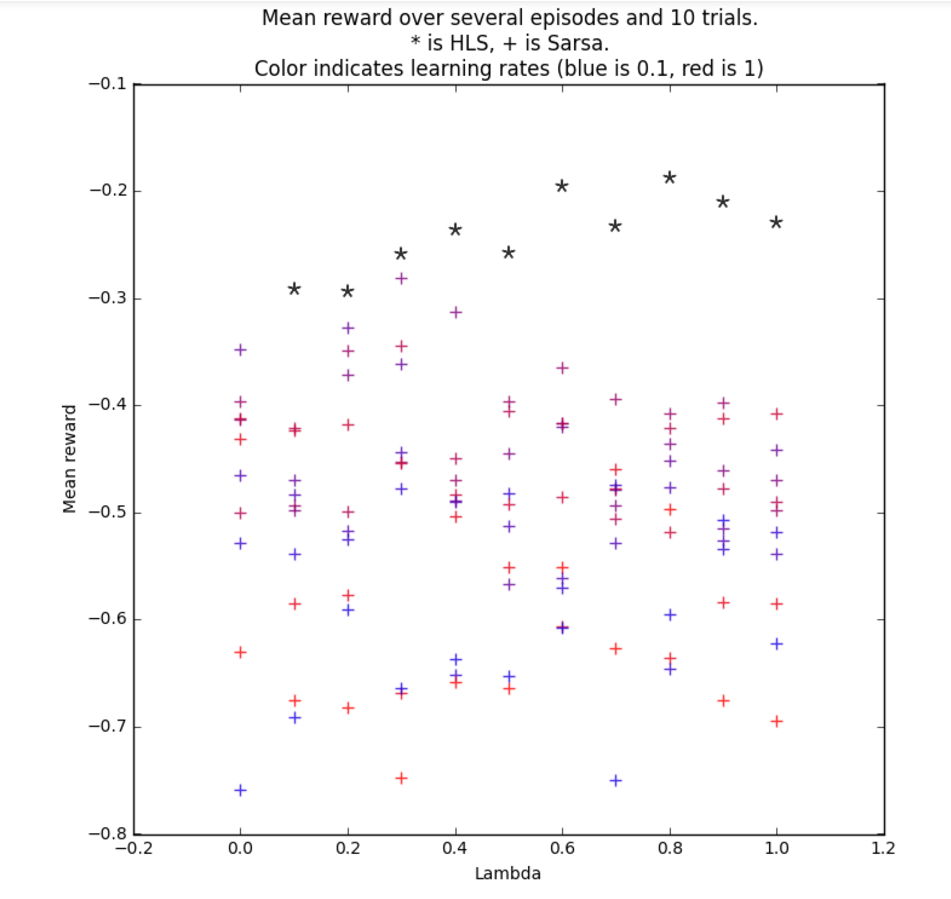 Mean reward over several episodes and 10 trials.
* is HLS, + is Sarsa.
Color indicates learning rates (blue is 0.1, red is 1)
−0.1
−0.2
−0.3
−0.4
−0.5
−0.6
−0.7
−0.8
Mean reward
−0.2 0.0 0.2 0.4 0.6 0.8 1.0 1.2
Lambda